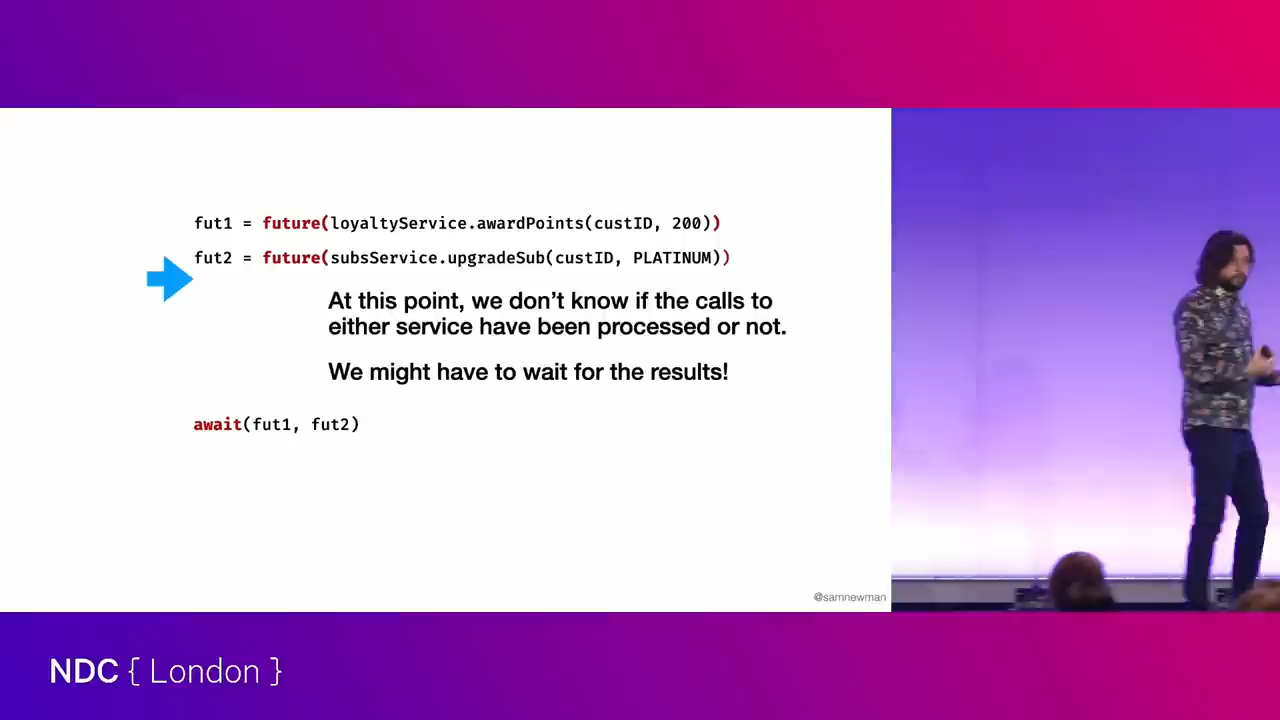 fut1 = future(loyaltyService.awardPoints(custID, 200))
fut2 = future(subsService.upgradeSub(custID, PLATINUM))
At this point, we don’t know if the calls to
either service have been processed or not.
We might have to wait for the results!
await(fut1, fut2)
@samnewman
NDC { London }